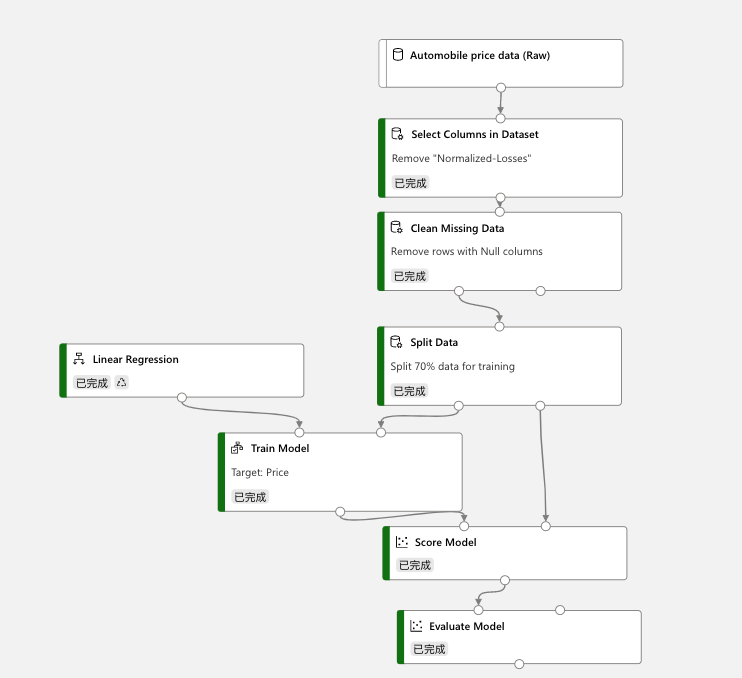 Automobile price data (Raw)
Select Columns in Dataset
Remove "Normalized-Losses"
已完成
Clean Missing Data
Remove rows with Null columns
已完成
Split Data
Split 70% data for training
已完成
Linear Regression
已完成
Train Model
Target: Price
已完成
Score Model
已完成
Evaluate Model
已完成